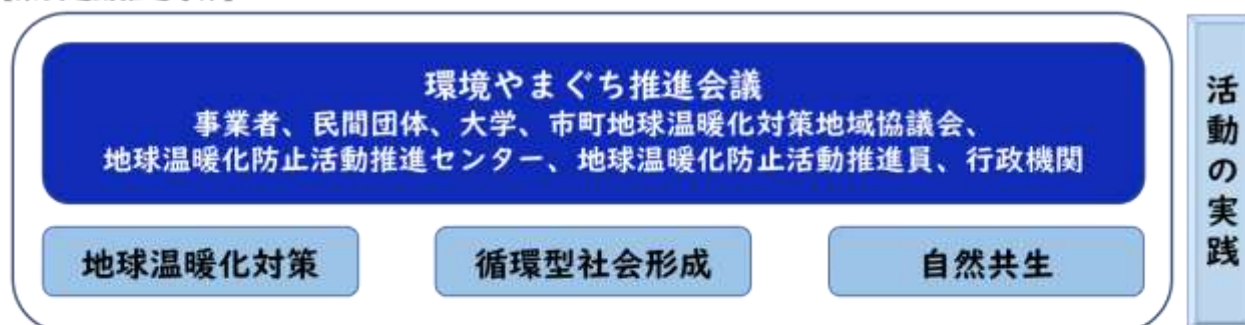 環境やまぐち推進会議
事業者、民間団体、大学、市町地球温暖化対策地域協議会、
地球温暖化防止活動推進センター、地球温暖化防止活動推進員、行政機関
地球温暖化対策
循環型社会形成
自然共生
活動の実践